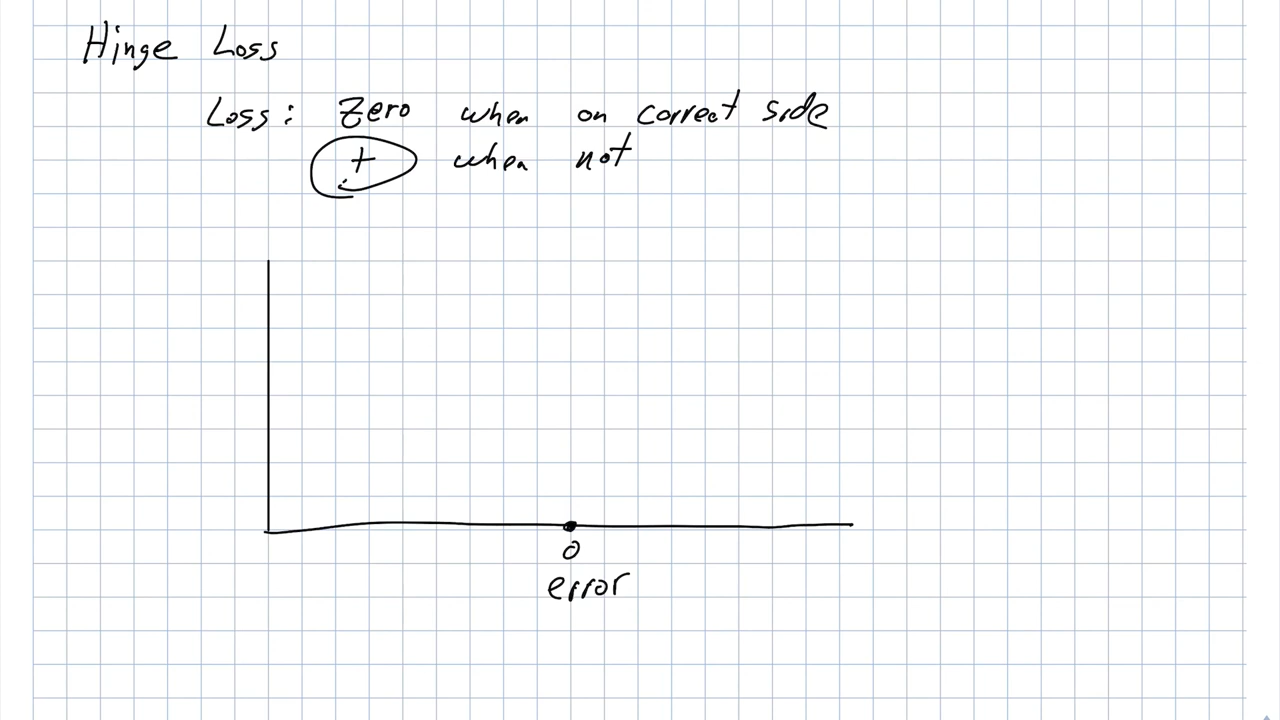 Hinge Loss
Loss: Zero when on correct side
+ when not
0
error